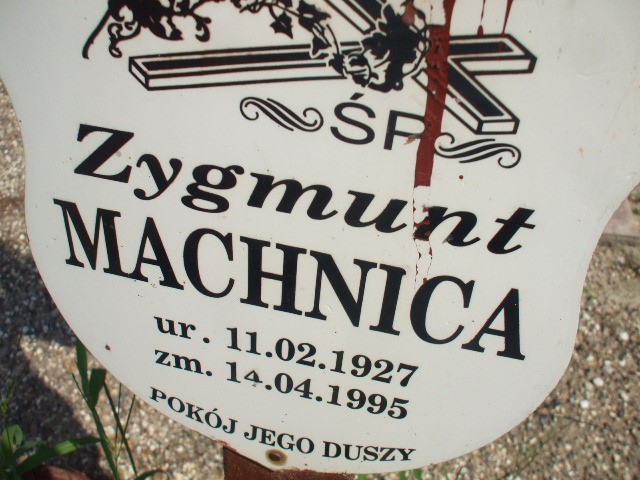 ŚP
Zygmunt
MACHNICA
ur. 11.02.1927
zm. 14.04.1995
POKÓJ JEGO DUSZY